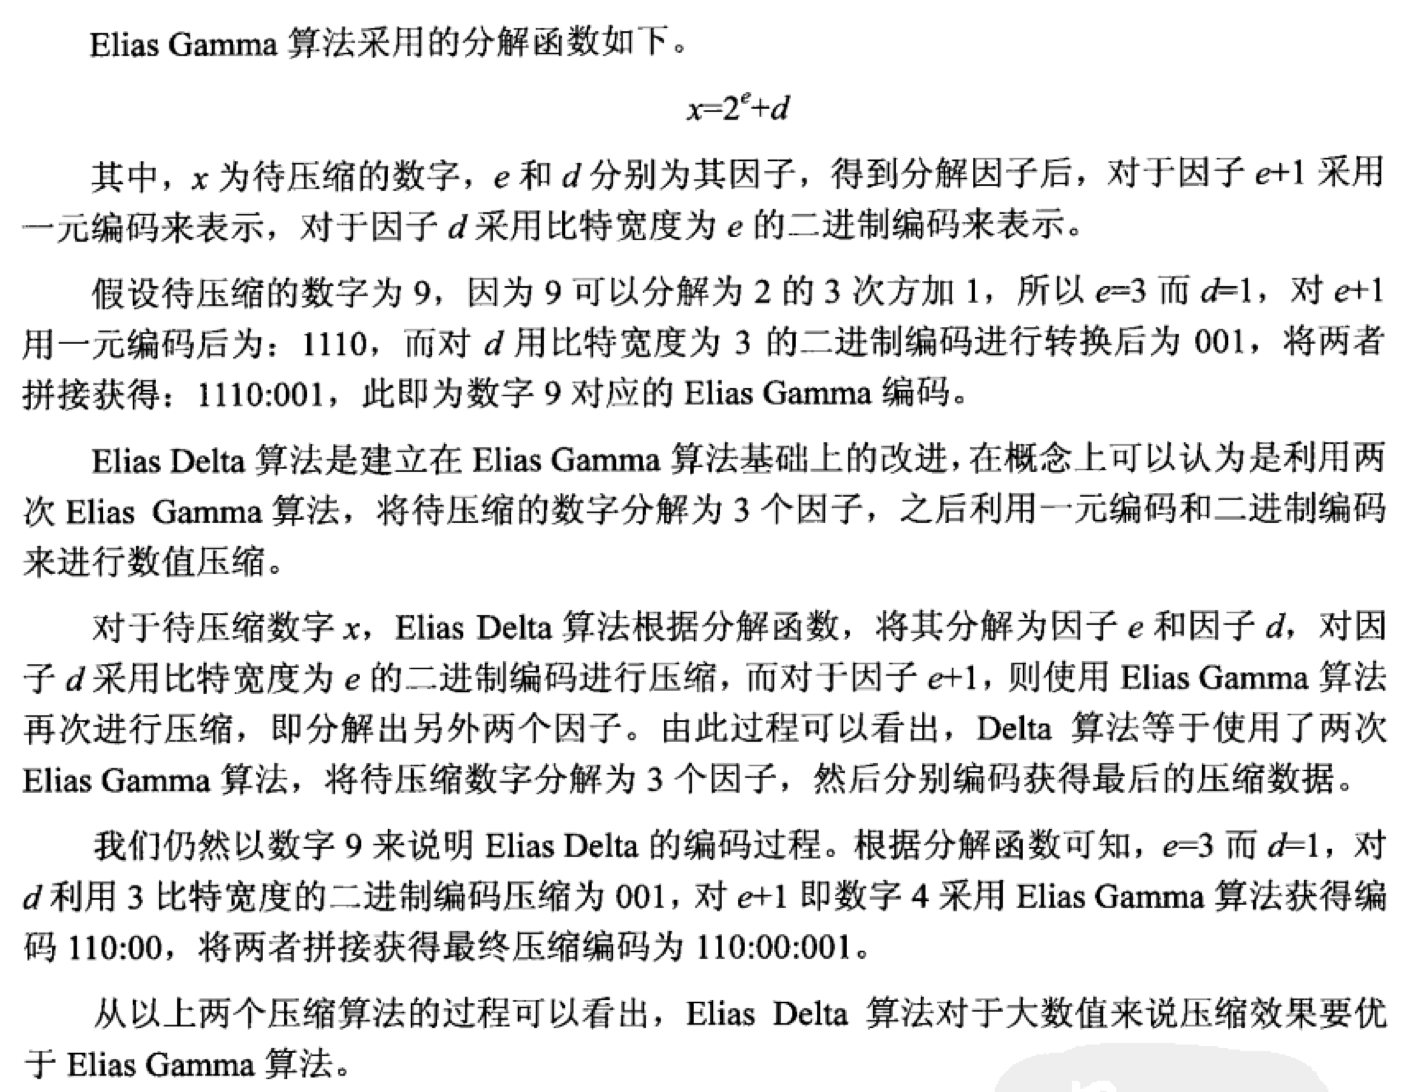 Elias Gamma 算法采用的分解函数如下。
x=2^e+d
其中，x 为待压缩的数字，e 和 d 分别为其因子，得到分解因子后，对于因子 e+1 采用
一元编码来表示，对于因子 d 采用比特宽度为 e 的二进制编码来表示。
假设待压缩的数字为 9，因为 9 可以分解为 2 的 3 次方加 1，所以 e=3 而 d=1，对 e+1
用一元编码后为：1110，而对 d 用比特宽度为 3 的二进制编码进行转换后为 001，将两者
拼接获得：1110:001，此即为数字 9 对应的 Elias Gamma 编码。
Elias Delta 算法是建立在 Elias Gamma 算法基础上的改进，在概念上可以认为是利用两
次 Elias Gamma 算法，将待压缩的数字分解为 3 个因子，之后利用一元编码和二进制编码
来进行数值压缩。
对于待压缩数字 x，Elias Delta 算法根据分解函数，将其分解为因子 e 和因子 d，对因
子 d 采用比特宽度为 e 的二进制编码进行压缩，而对于因子 e+1，则使用 Elias Gamma 算法
再次进行压缩，即分解出另外两个因子。由此过程可以看出，Delta 算法等于使用了两次
Elias Gamma 算法，将待压缩数字分解为 3 个因子，然后分别编码获得最后的压缩数据。
我们仍然以数字 9 来说明 Elias Delta 的编码过程。根据分解函数可知，e=3 而 d=1，对
d 利用 3 比特宽度的二进制编码压缩为 001，对 e+1 即数字 4 采用 Elias Gamma 算法获得编
码 110:00，将两者拼接获得最终压缩编码为 110:00:001。
从以上两个压缩算法的过程可以看出，Elias Delta 算法对于大数值来说压缩效果要优
于 Elias Gamma 算法。